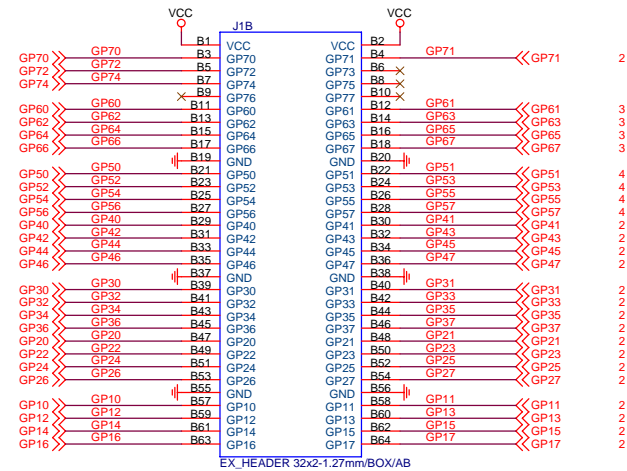 VCC VCC
J1B
B1 VCC VCC B2
GP70 GP70 B3 GP70 GP71 B4 GP71 GP71 2
GP72 GP72 B5 GP72 GP73 B6
GP74 GP74 B7 GP74 GP75 B8
B9 GP76 GP77 B10
GP60 GP60 B11 GP60 GP61 B12 GP61 GP61 3
GP62 GP62 B13 GP62 GP63 B14 GP63 GP63 3
GP64 GP64 B15 GP64 GP65 B16 GP65 GP65 3
GP66 GP66 B17 GP66 GP67 B18 GP67 GP67 3
B19 GND GND B20
GP50 GP50 B21 GP50 GP51 B22 GP51 GP51 4
GP52 GP52 B23 GP52 GP53 B24 GP53 GP53 4
GP54 GP54 B25 GP54 GP55 B26 GP55 GP55 4
GP56 GP56 B27 GP56 GP57 B28 GP57 GP57 4
GP40 GP40 B29 GP40 GP41 B30 GP41 GP41 2
GP42 GP42 B31 GP42 GP43 B32 GP43 GP43 2
GP44 GP44 B33 GP44 GP45 B34 GP45 GP45 2
GP46 GP46 B35 GP46 GP47 B36 GP47 GP47 2
B37 GND GND B38
GP30 GP30 B39 GP30 GP31 B40 GP31 GP31 2
GP32 GP32 B41 GP32 GP33 B42 GP33 GP33 2
GP34 GP34 B43 GP34 GP35 B44 GP35 GP35 2
GP36 GP36 B45 GP36 GP37 B46 GP37 GP37 2
GP20 GP20 B47 GP20 GP21 B48 GP21 GP21 2
GP22 GP22 B49 GP22 GP23 B50 GP23 GP23 2
GP24 GP24 B51 GP24 GP25 B52 GP25 GP25 2
GP26 GP26 B53 GP26 GP27 B54 GP27 GP27 2
B55 GND GND B56
GP10 GP10 B57 GP10 GP11 B58 GP11 GP11 2
GP12 GP12 B59 GP12 GP13 B60 GP13 GP13 2
GP14 GP14 B61 GP14 GP15 B62 GP15 GP15 2
GP16 GP16 B63 GP16 GP17 B64 GP17 GP17 2
EX_HEADER 32x2-1.27mm/BOX/AB